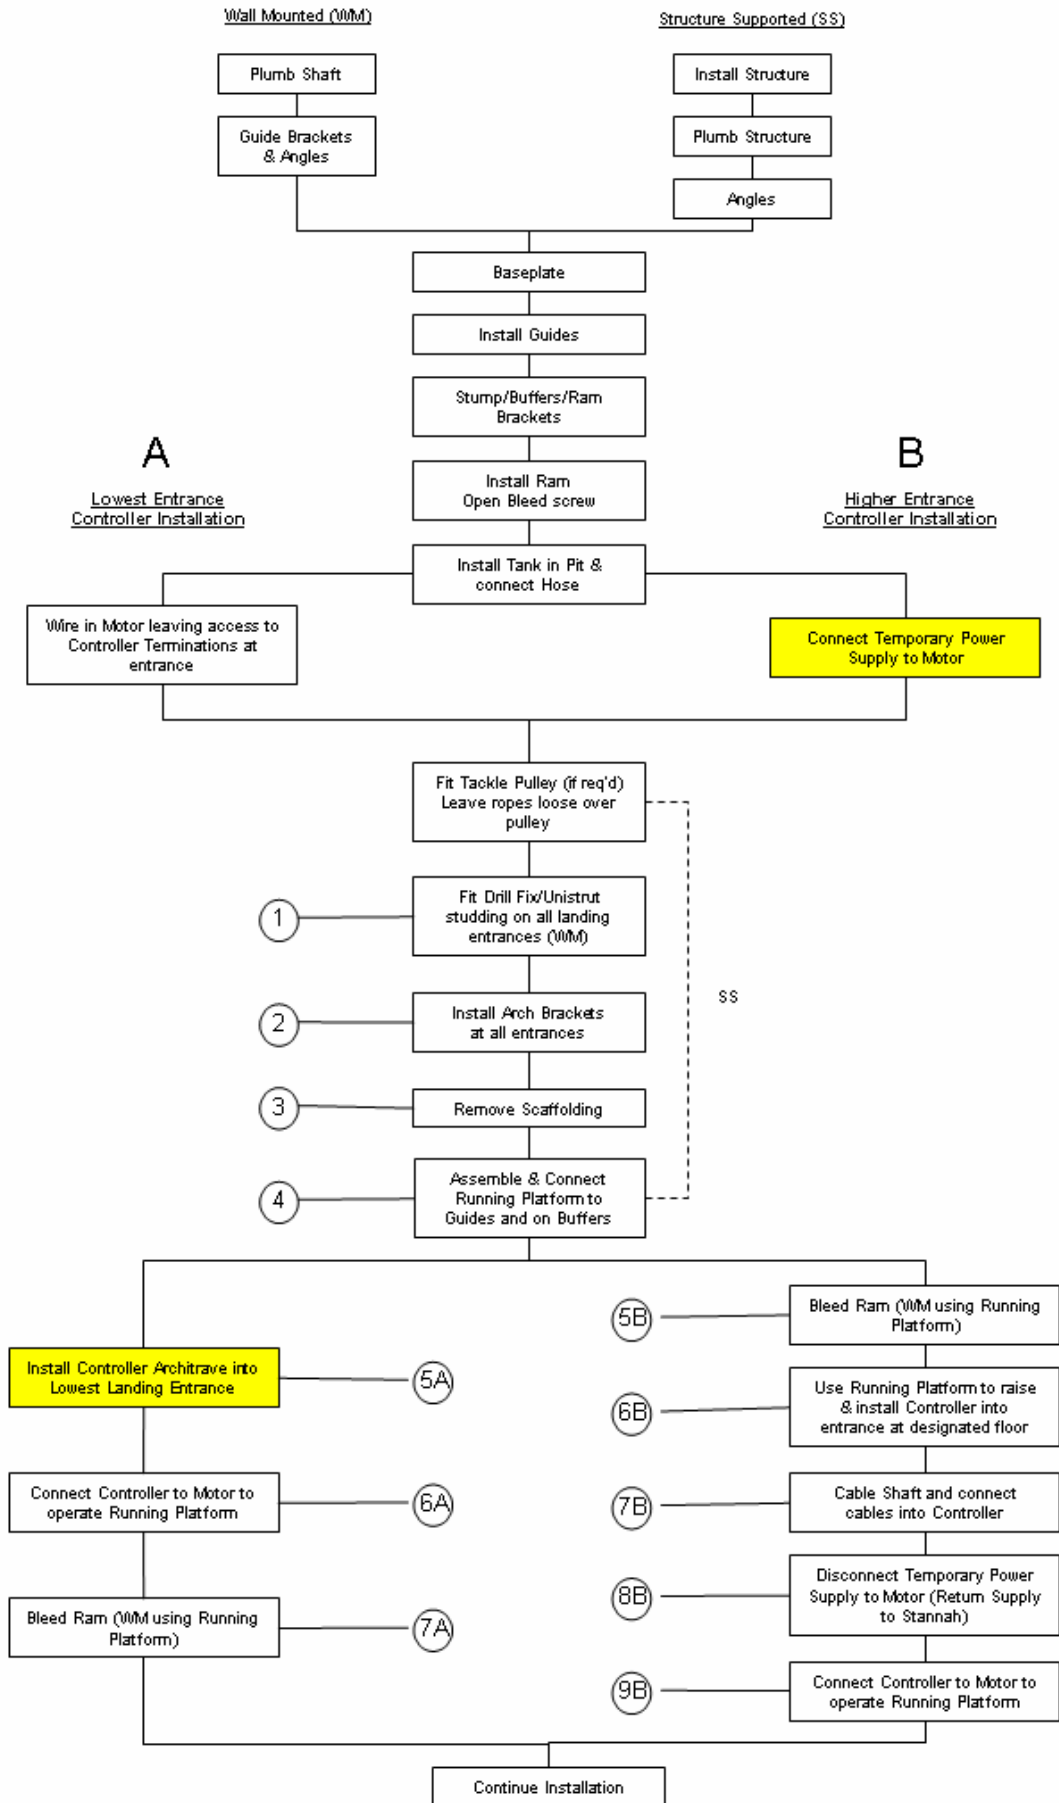 Wall Mounted (WM)
Structure Supported (SS)
Plumb Shaft
Install Structure
Guide Brackets
& Angles
Plumb Structure
Angles
Baseplate
Install Guides
Stump/Buffers/Ram
Brackets
A
B
Lowest Entrance
Controller Installation
Install Ram
Open Bleed screw
Higher Entrance
Controller Installation
Install Tank in Pit &
connect Hose
Wire in Motor leaving access to
Controller Terminations at
entrance
Connect Temporary Power
Supply to Motor
Fit Tackle Pulley (if req'd)
Leave ropes loose over
pulley
1
Fit Drill Fix/Unistrut
studding on all landing
entrances (WM)
SS
2
Install Arch Brackets
at all entrances
3
Remove Scaffolding
4
Assemble & Connect
Running Platform to
Guides and on Buffers
Install Controller Architrave into
Lowest Landing Entrance
5A
Connect Controller to Motor to
operate Running Platform
6A
Bleed Ram (WM using Running
Platform)
7A
5B
Bleed Ram (WM using Running
Platform)
6B
Use Running Platform to raise
& install Controller into
entrance at designated floor
7B
Cable Shaft and connect
cables into Controller
8B
Disconnect Temporary Power
Supply to Motor (Return Supply
to Stannah)
9B
Connect Controller to Motor to
operate Running Platform
Continue Installation